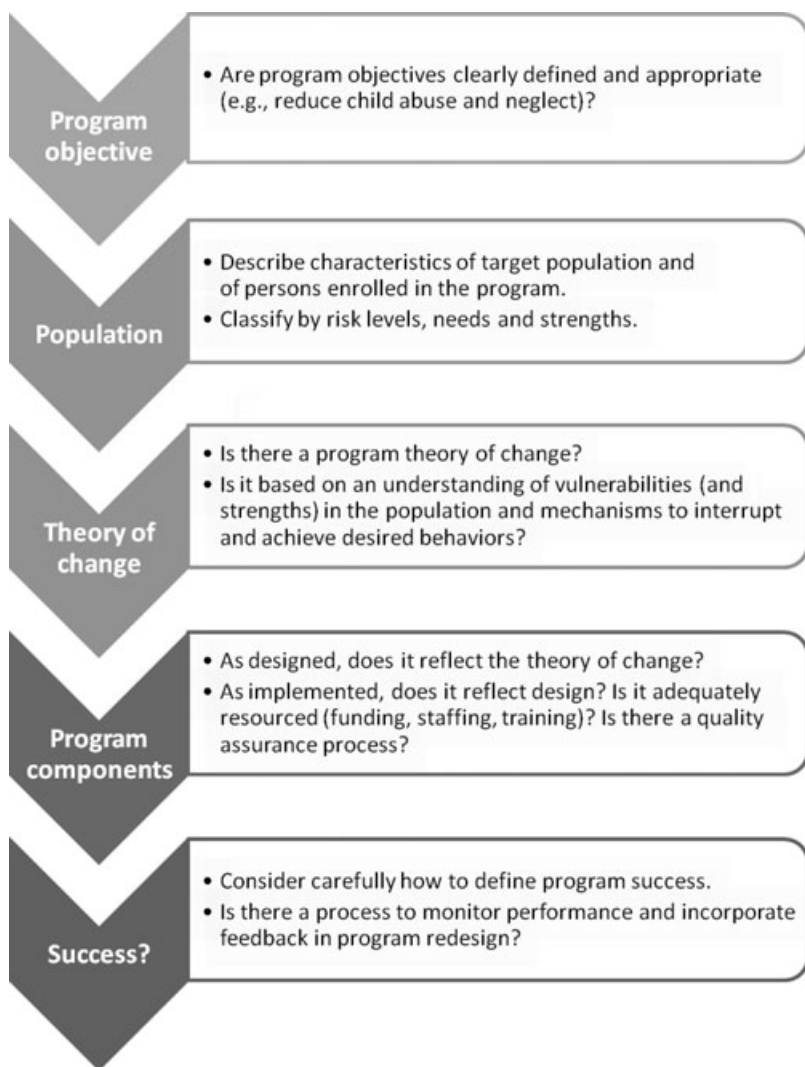 Program
objective
• Are program objectives clearly defined and appropriate
(e.g., reduce child abuse and neglect)?
Population
• Describe characteristics of target population and
of persons enrolled in the program.
• Classify by risk levels, needs and strengths.
Theory of
change
• Is there a program theory of change?
• Is it based on an understanding of vulnerabilities (and
strengths) in the population and mechanisms to interrupt
and achieve desired behaviors?
Program
components
• As designed, does it reflect the theory of change?
• As implemented, does it reflect design? Is it adequately
resourced (funding, staffing, training)? Is there a quality
assurance process?
Success?
• Consider carefully how to define program success.
• Is there a process to monitor performance and incorporate
feedback in program redesign?